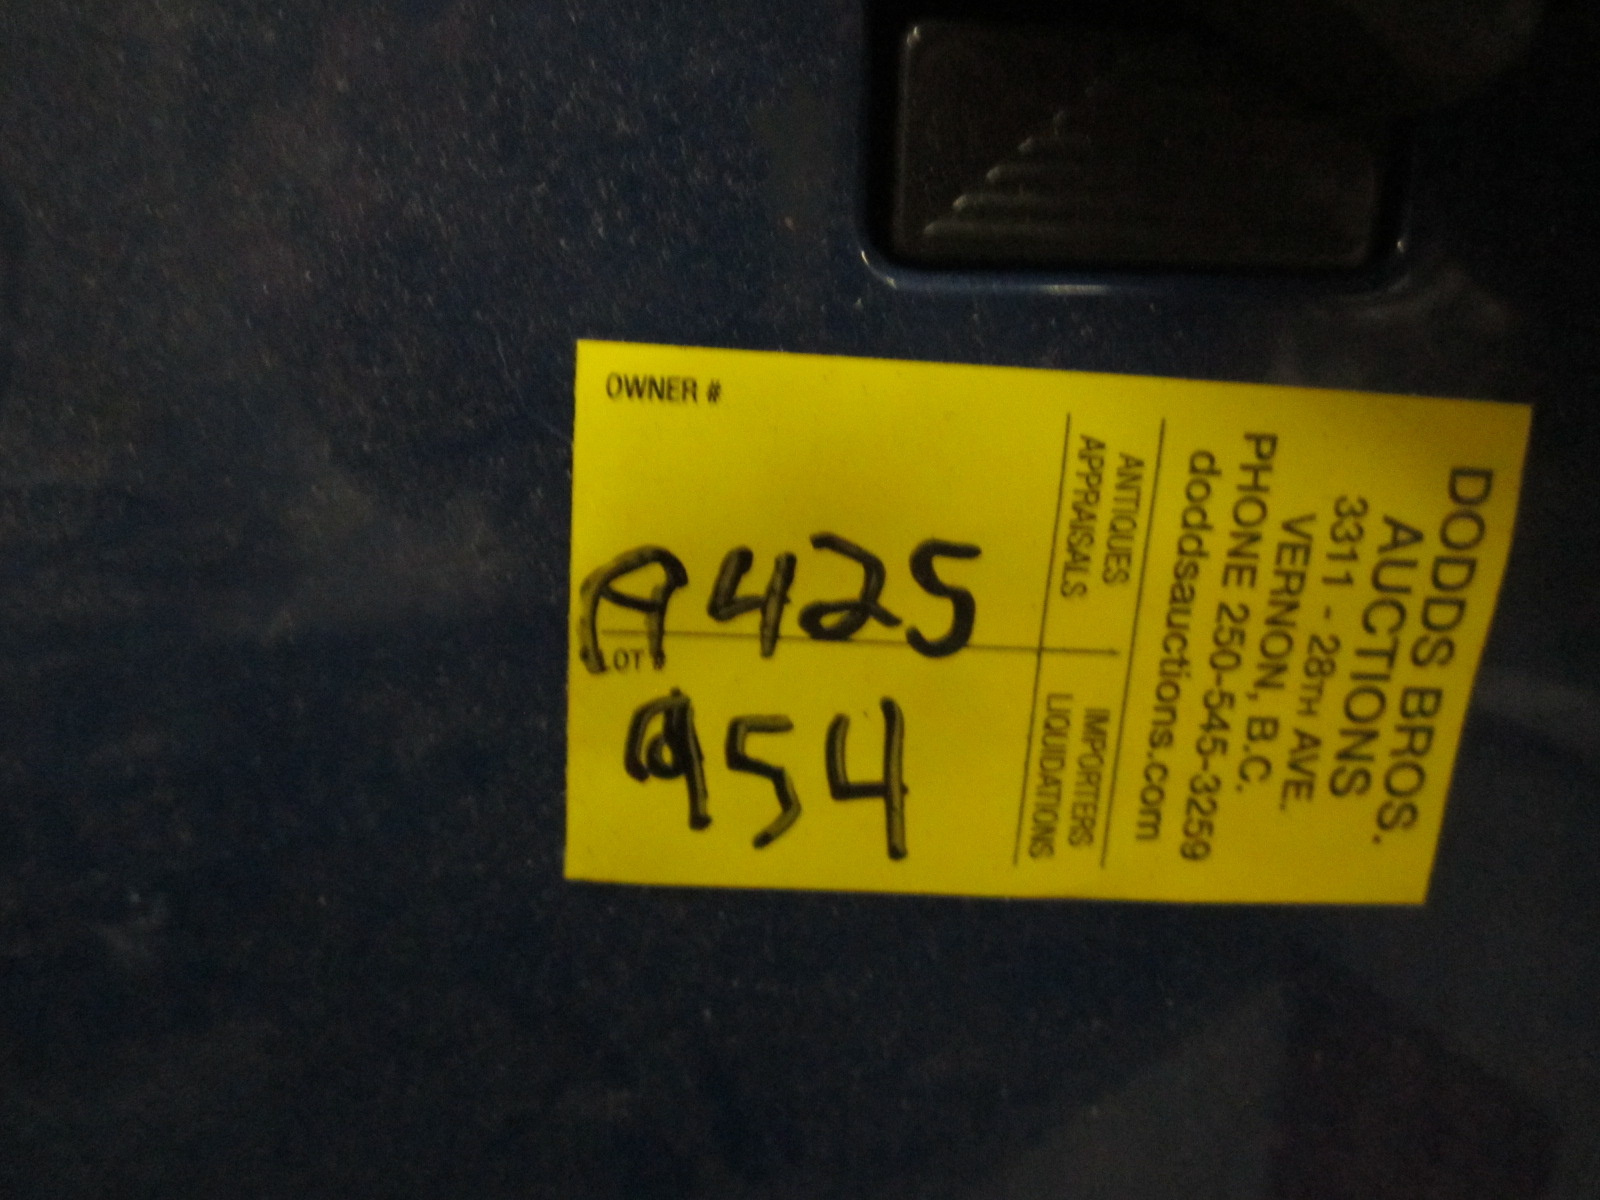 DODDS BROS.
AUCTIONS
3311 - 28TH AVE.
VERNON, B.C.
PHONE 250-545-3259
doddsauctions.com
ANTIQUES
APPRAISALS
IMPORTERS
LIQUIDATIONS
OWNER #
A425
LOT #
954